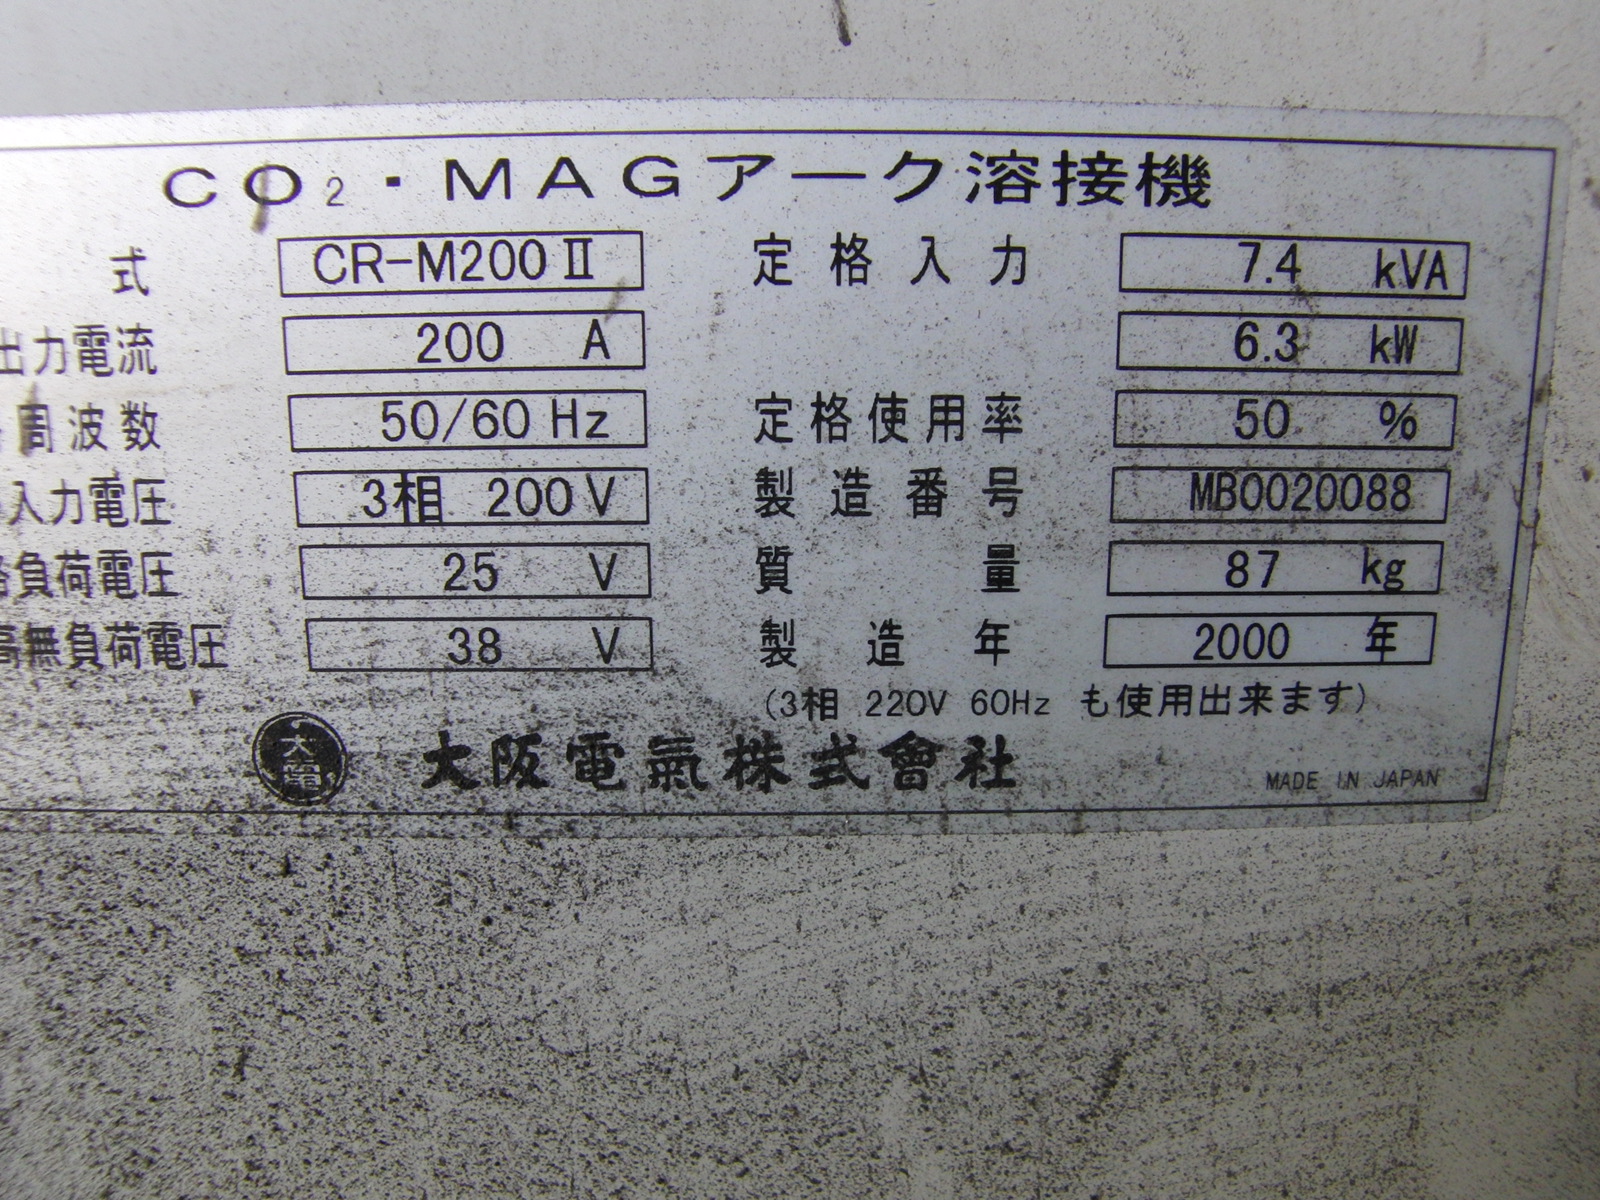 CO₂・MAGアーク溶接機
式 CR-M200Ⅱ 定格入力 7.4 kVA
出力電流 200 A 6.3 kW
周波数 50/60 Hz 定格使用率 50 %
入力電圧 3相 200V 製造番号 MB0020088
負荷電圧 25 V 質量 87 kg
高無負荷電圧 38 V 製造年 2000 年
(3相 220V 60Hz も使用出来ます)
大電 大阪電氣株式會社
MADE IN JAPAN